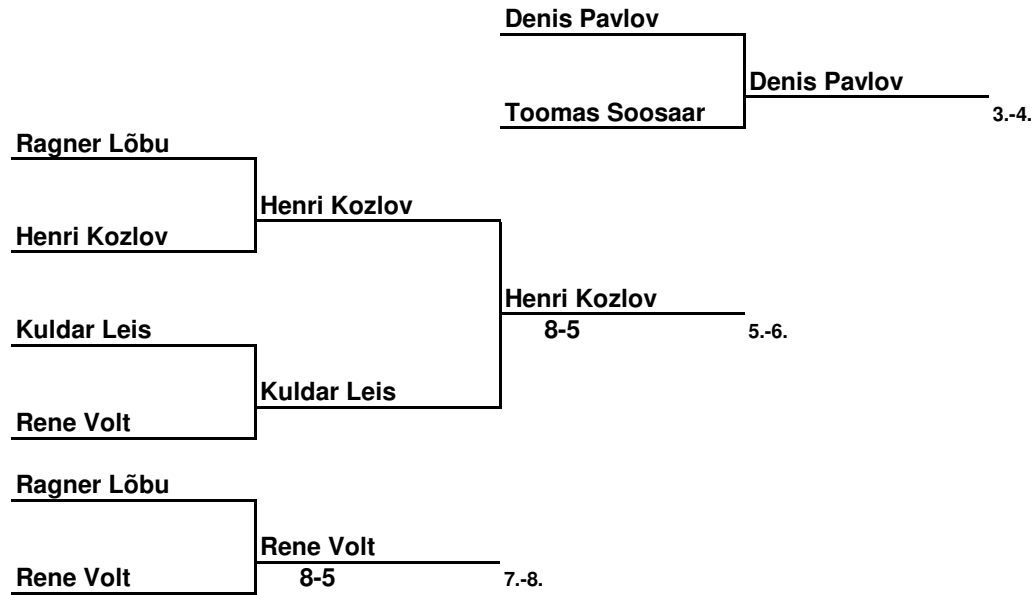 Denis Pavlov
Denis Pavlov
Toomas Soosaar
3.-4.
Ragner Lõbu
Henri Kozlov
Henri Kozlov
Henri Kozlov
Kuldar Leis
8-5
5.-6.
Kuldar Leis
Rene Volt
Ragner Lõbu
Rene Volt
Rene Volt
8-5
7.-8.